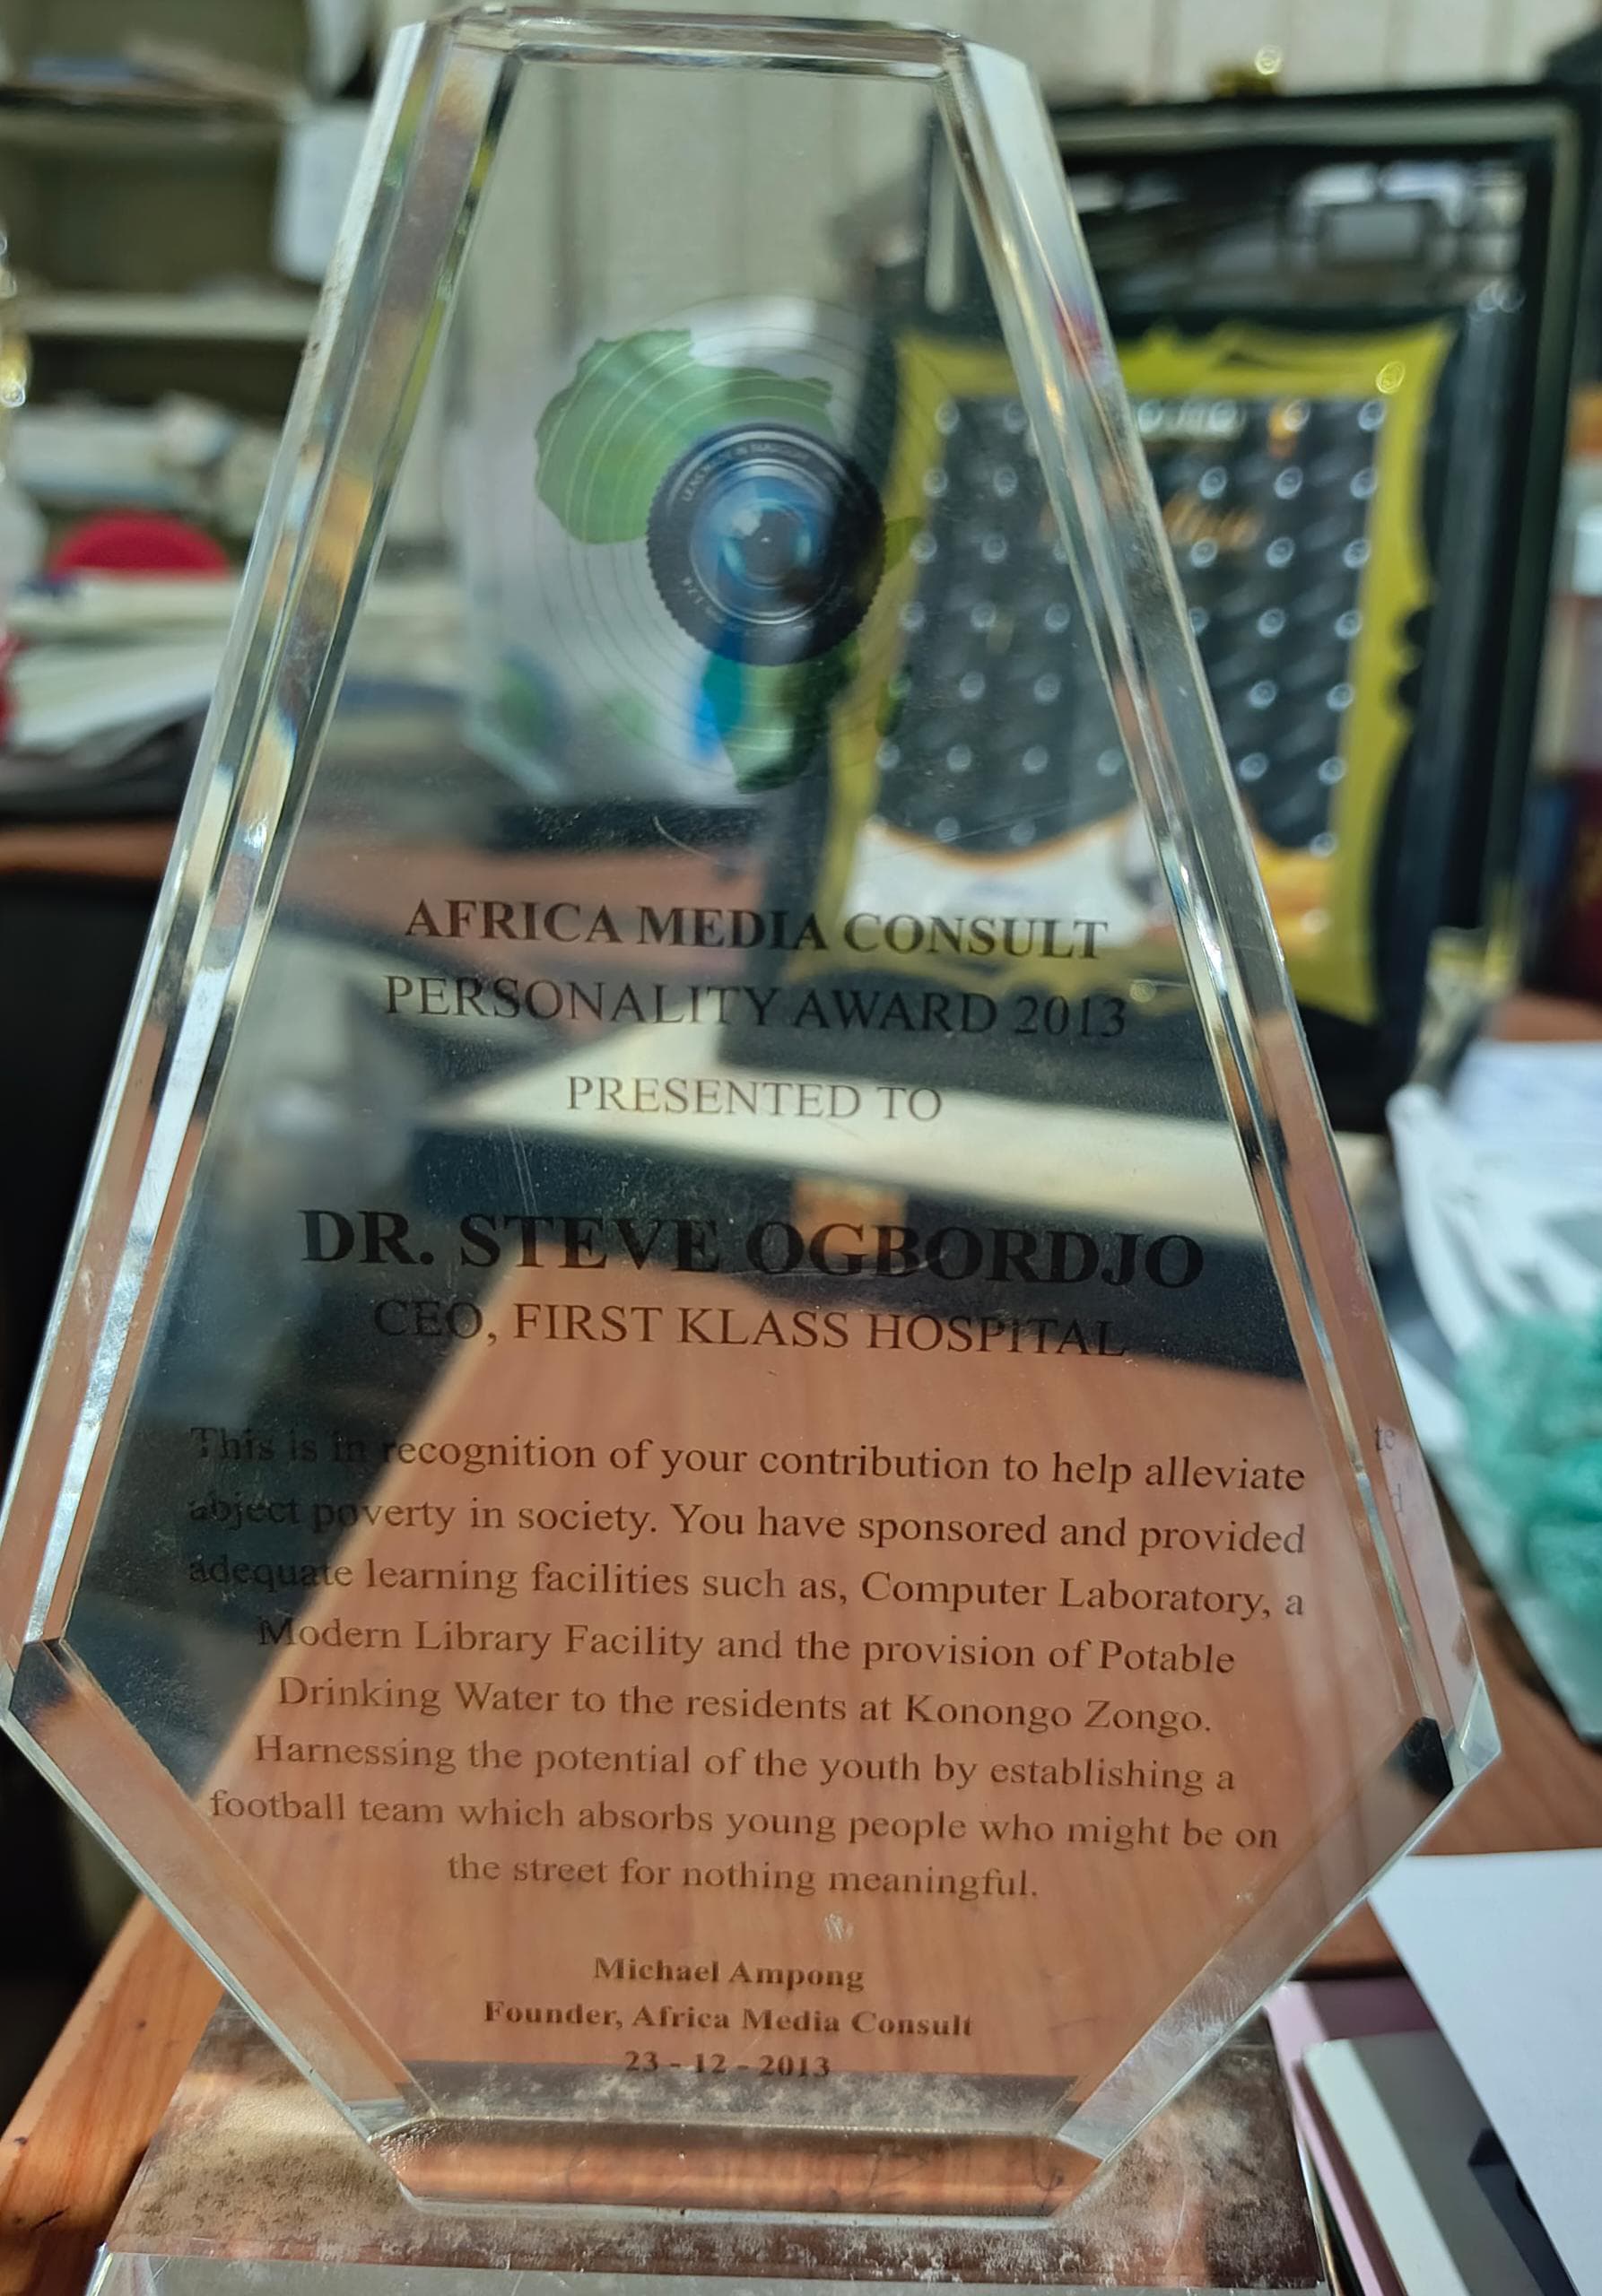 AFRICA MEDIA CONSULT
PERSONALITY AWARD 2013
PRESENTED TO
DR. STEVE OGBORDJO
CEO, FIRST KLASS HOSPITAL
This is in recognition of your contribution to help alleviate
abject poverty in society. You have sponsored and provided
adequate learning facilities such as, Computer Laboratory, a
Modern Library Facility and the provision of Potable
Drinking Water to the residents at Konongo Zongo.
Harnessing the potential of the youth by establishing a
football team which absorbs young people who might be on
the street for nothing meaningful.
Michael Ampong
Founder, Africa Media Consult
23 - 12 - 2013